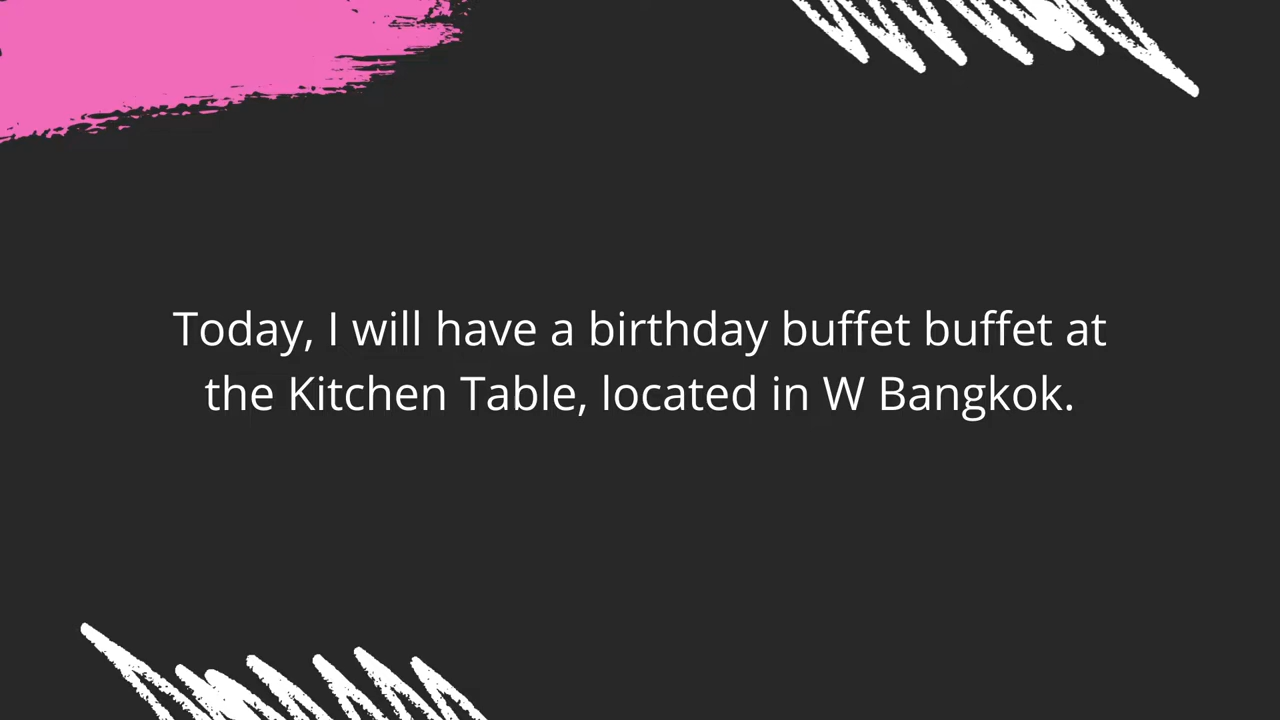 Today, I will have a birthday buffet buffet at
the Kitchen Table, located in W Bangkok.